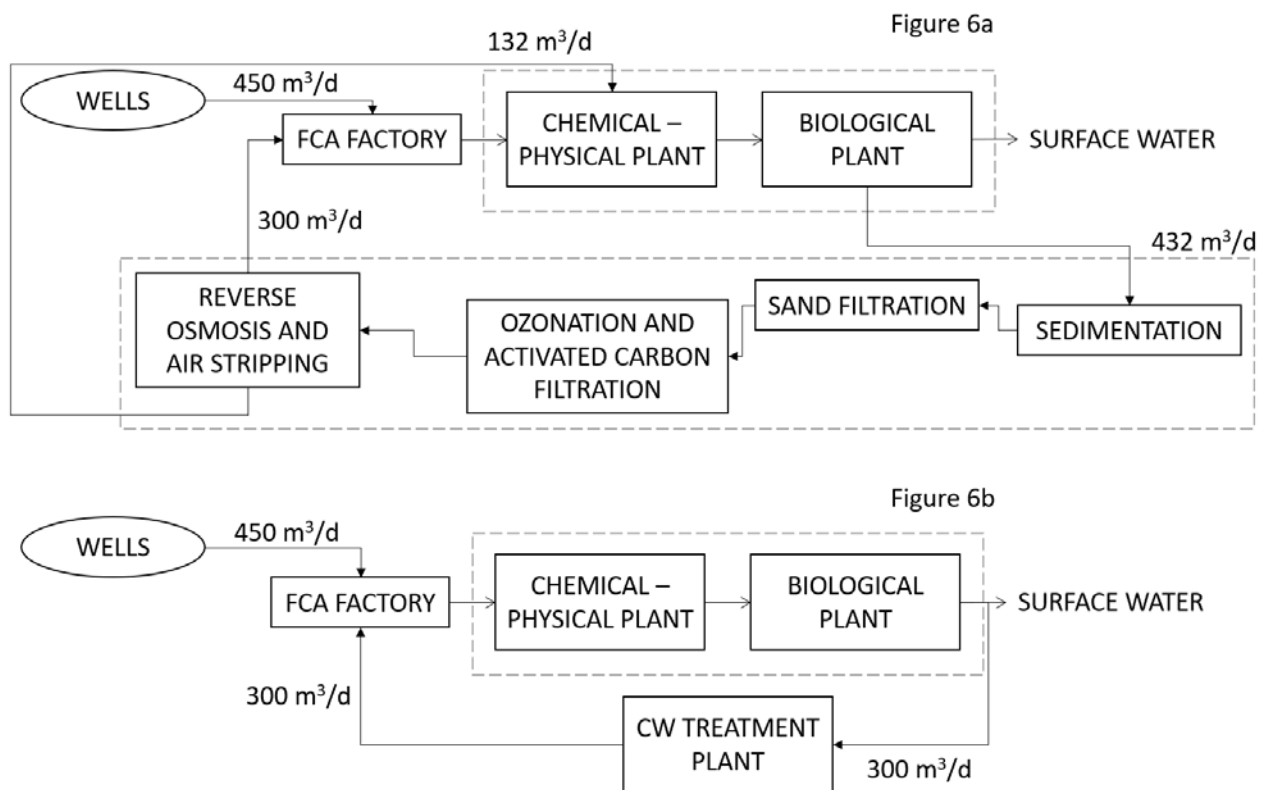 Figure 6a
132 m³/d
450 m³/d
WELLS
FCA FACTORY
CHEMICAL –
PHYSICAL PLANT
BIOLOGICAL
PLANT
SURFACE WATER
300 m³/d
432 m³/d
REVERSE
OSMOSIS AND
AIR STRIPPING
OZONATION AND
ACTIVATED CARBON
FILTRATION
SAND FILTRATION
SEDIMENTATION
Figure 6b
450 m³/d
WELLS
FCA FACTORY
CHEMICAL –
PHYSICAL PLANT
BIOLOGICAL
PLANT
SURFACE WATER
300 m³/d
CW TREATMENT
PLANT
300 m³/d